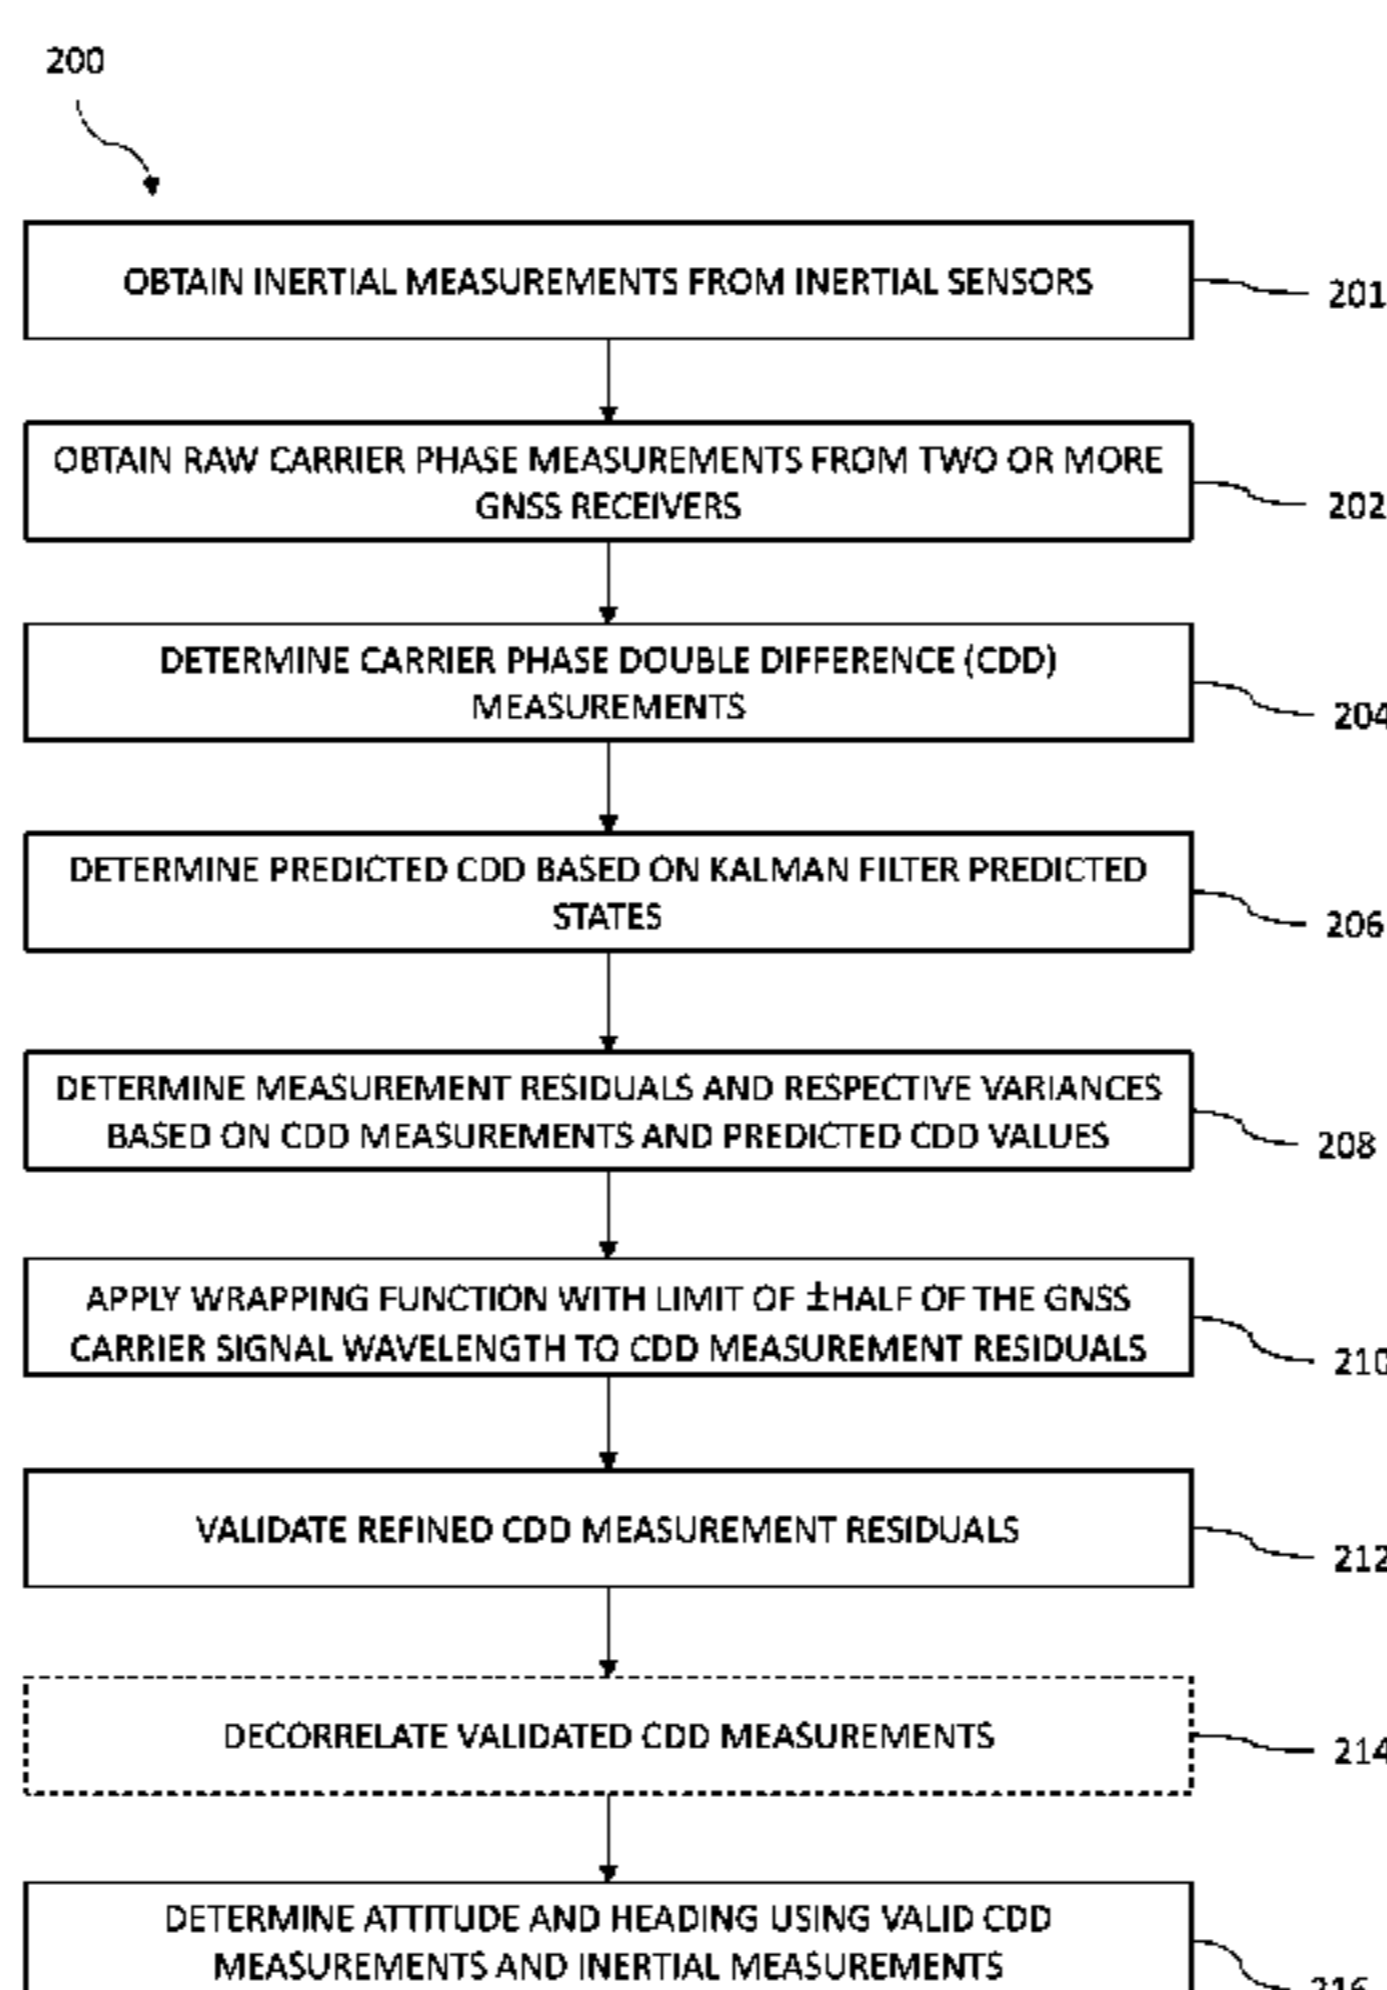 200
OBTAIN INERTIAL MEASUREMENTS FROM INERTIAL SENSORS
201
OBTAIN RAW CARRIER PHASE MEASUREMENTS FROM TWO OR MORE
GNSS RECEIVERS
202
DETERMINE CARRIER PHASE DOUBLE DIFFERENCE (CDD)
MEASUREMENTS
204
DETERMINE PREDICTED CDD BASED ON KALMAN FILTER PREDICTED
STATES
206
DETERMINE MEASUREMENT RESIDUALS AND RESPECTIVE VARIANCES
BASED ON CDD MEASUREMENTS AND PREDICTED CDD VALUES
208
APPLY WRAPPING FUNCTION WITH LIMIT OF ±HALF OF THE GNSS
CARRIER SIGNAL WAVELENGTH TO CDD MEASUREMENT RESIDUALS
210
VALIDATE REFINED CDD MEASUREMENT RESIDUALS
212
DECORRELATE VALIDATED CDD MEASUREMENTS
214
DETERMINE ATTITUDE AND HEADING USING VALID CDD
MEASUREMENTS AND INERTIAL MEASUREMENTS
216